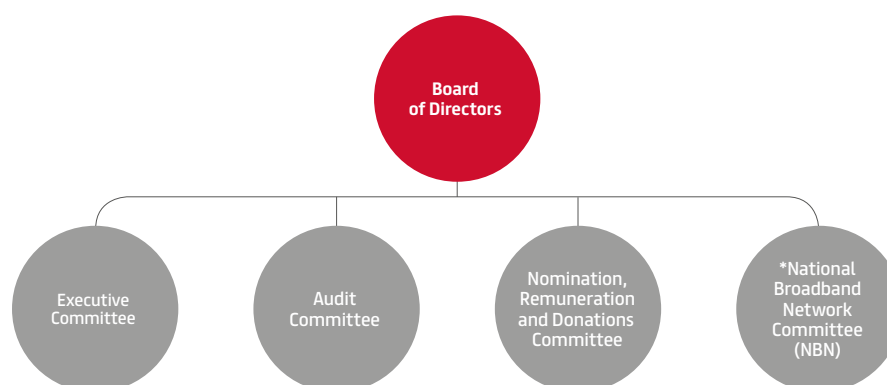 Board
of Directors
Executive
Committee
Audit
Committee
Nomination,
Remuneration
and Donations
Committee
*National
Broadband
Network
Committee
(NBN)